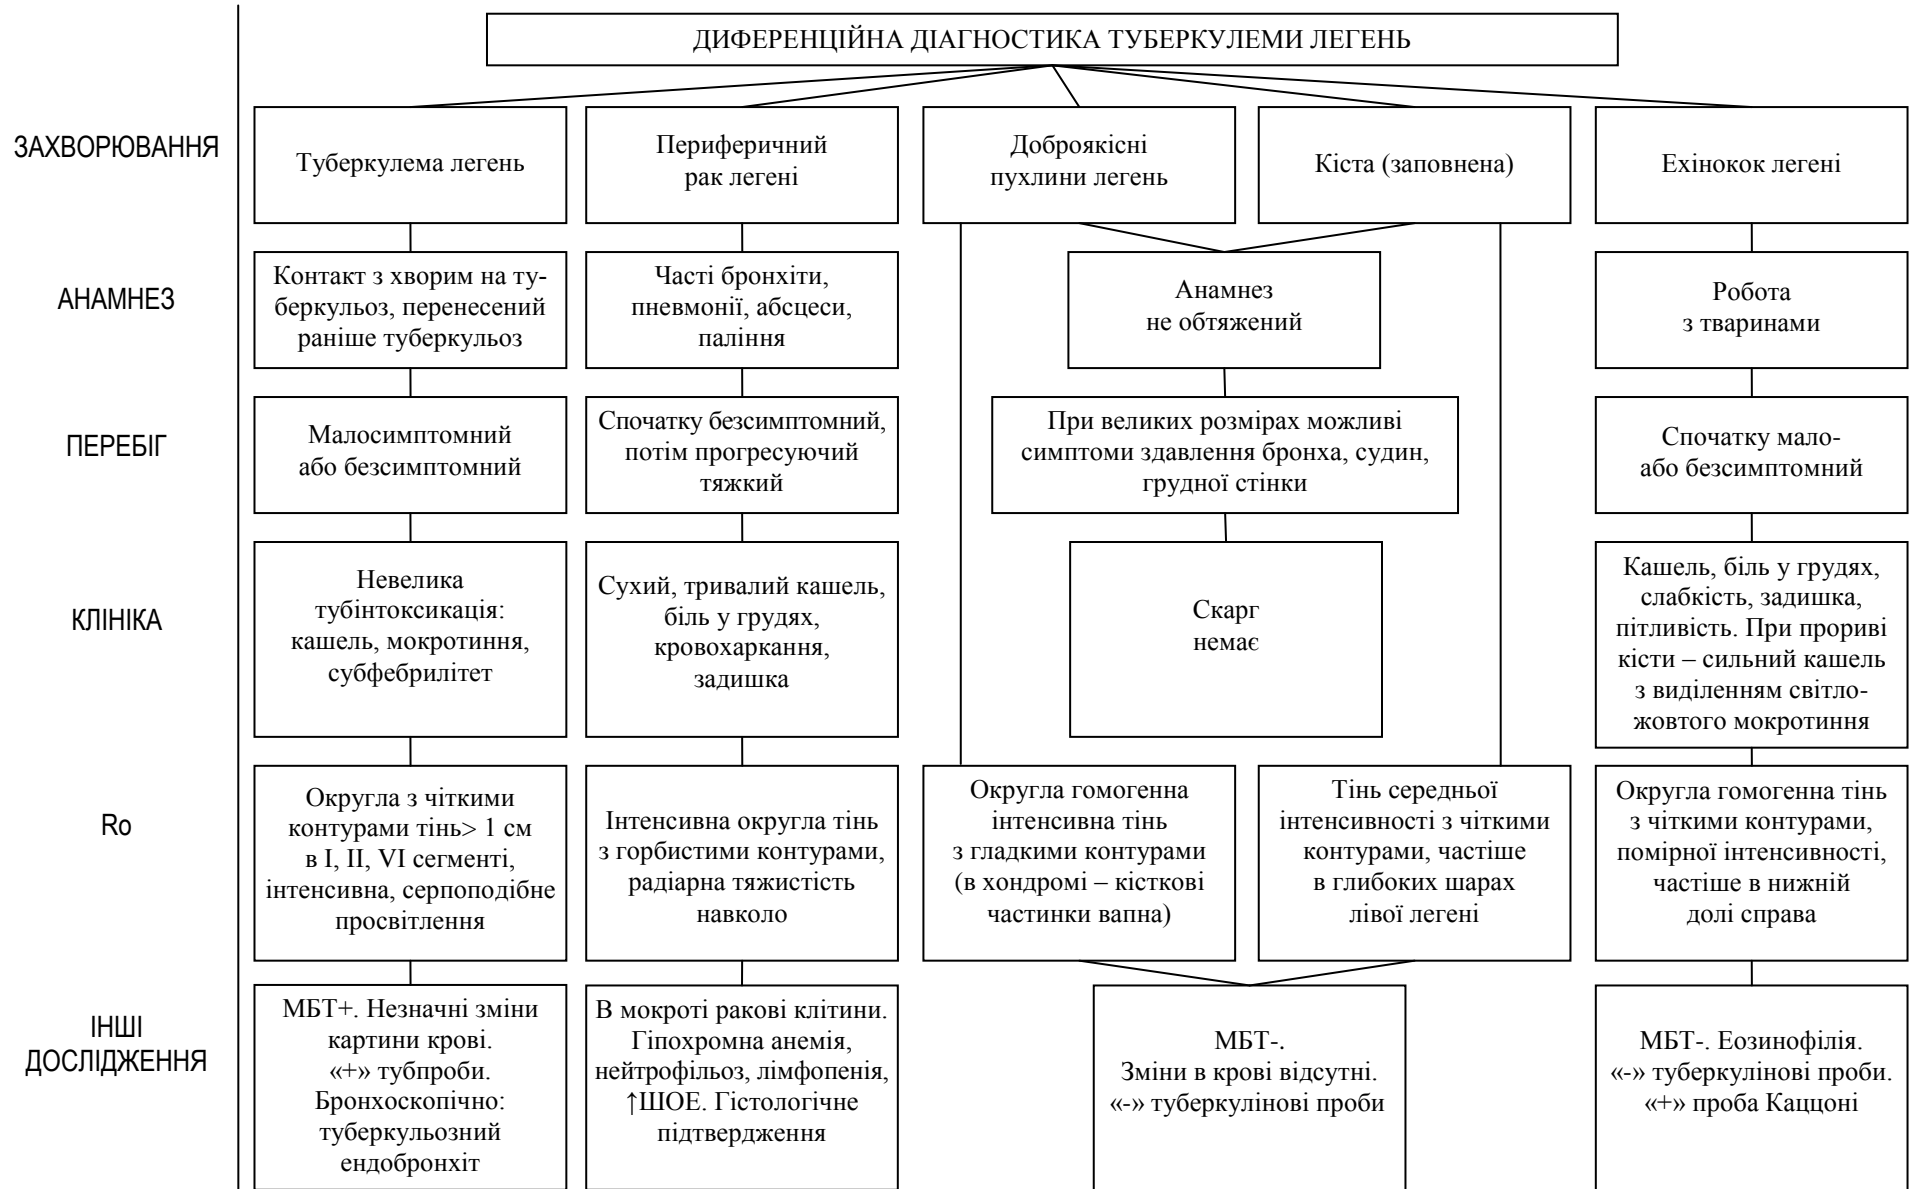 ДИФЕРЕНЦІЙНА ДІАГНОСТИКА ТУБЕРКУЛЕМИ ЛЕГЕНЬ
ЗАХВОРЮВАННЯ
Туберкулема легень
Периферичний
рак легені
Доброякісні
пухлини легень
Кіста (заповнена)
Ехінокок легені
АНАМНЕЗ
Контакт з хворим на ту-
беркульоз, перенесений
раніше туберкульоз
Часті бронхіти,
пневмонії, абсцеси,
паління
Анамнез
не обтяжений
Робота
з тваринами
ПЕРЕБІГ
Малосимптомний
або безсимптомний
Спочатку безсимптомний,
потім прогресуючий
тяжкий
При великих розмірах можливі
симптоми здавлення бронха, судин,
грудної стінки
Спочатку мало-
або безсимптомний
КЛІНІКА
Невелика
тубінтоксикація:
кашель, мокротиння,
субфебрилітет
Сухий, тривалий кашель,
біль у грудях,
кровохаркання,
задишка
Скарг
немає
Кашель, біль у грудях,
слабкість, задишка,
пітливість. При прориві
кісти – сильний кашель
з виділенням світло-
жовтого мокротиння
Ro
Округла з чіткими
контурами тінь> 1 см
в I, II, VI сегменті,
інтенсивна, серпоподібне
просвітлення
Інтенсивна округла тінь
з горбистими контурами,
радіарна тяжистість
навколо
Округла гомогенна
інтенсивна тінь
з гладкими контурами
(в хондромі – кісткові
частинки вапна)
Тінь середньої
інтенсивності з чіткими
контурами, частіше
в глибоких шарах
лівої легені
Округла гомогенна тінь
з чіткими контурами,
помірної інтенсивності,
частіше в нижній
долі справа
ІНШІ
ДОСЛІДЖЕННЯ
МБТ+. Незначні зміни
картини крові.
«+» тубпроби.
Бронхоскопічно:
туберкульозний
ендобронхіт
В мокроті ракові клітини.
Гіпохромна анемія,
нейтрофільоз, лімфопенія,
↑ШОЕ. Гістологічне
підтвердження
МБТ-.
Зміни в крові відсутні.
«-» туберкулінові проби
МБТ-. Еозинофілія.
«-» туберкулінові проби.
«+» проба Каццоні